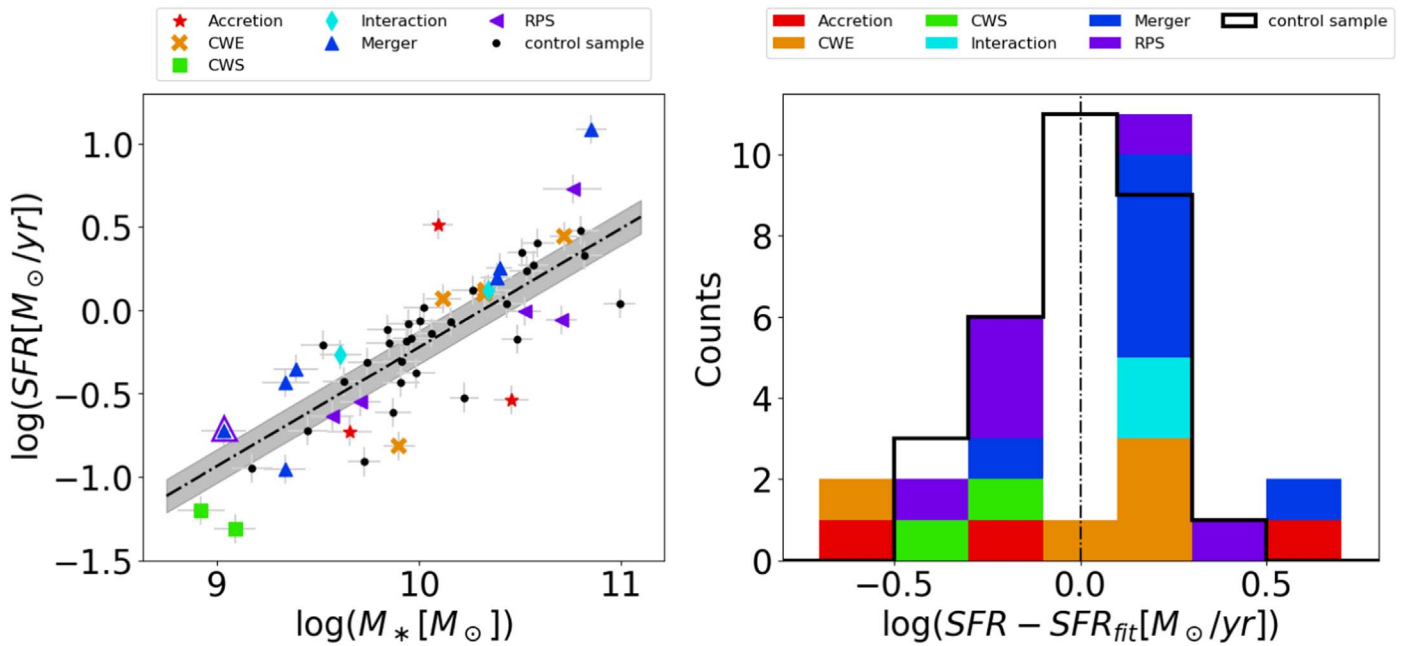 Accretion Interaction RPS
CWE Merger control sample
CWS
log(SFR[M⊙/yr])
1.0
0.5
0.0
−0.5
−1.0
−1.5
9 10 11
log(M∗[M⊙])
Accretion CWS Merger control sample
CWE Interaction RPS
Counts
10
8
6
4
2
0
−0.5 0.0 0.5
log(SFR − SFRfit[M⊙/yr])